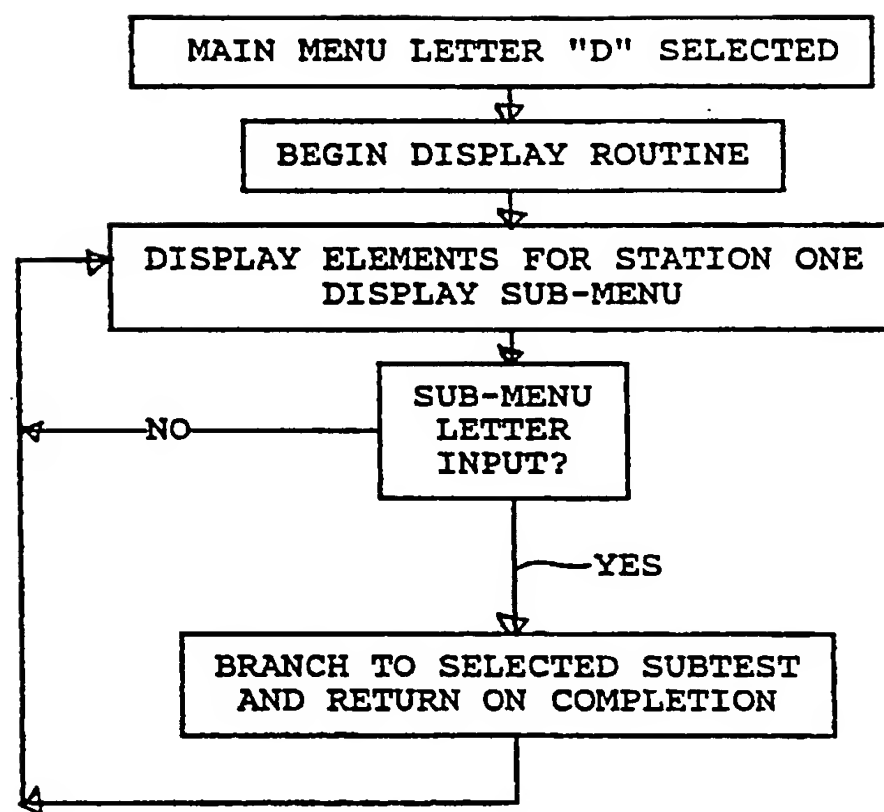 MAIN MENU LETTER "D" SELECTED
BEGIN DISPLAY ROUTINE
DISPLAY ELEMENTS FOR STATION ONE
DISPLAY SUB-MENU
SUB-MENU
LETTER
INPUT?
NO
YES
BRANCH TO SELECTED SUBTEST
AND RETURN ON COMPLETION